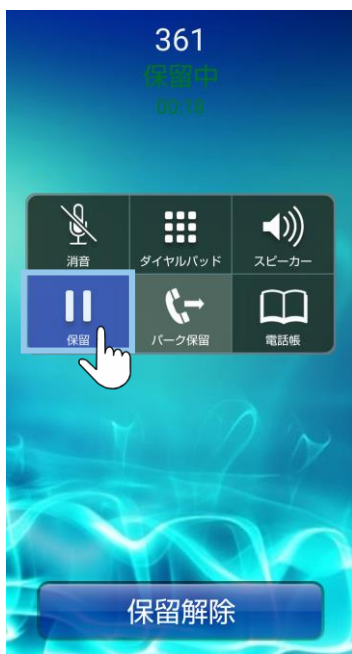 361
保留中
00:18
消音 ダイヤルパッド スピーカー
保留 パーク保留 電話帳
保留解除